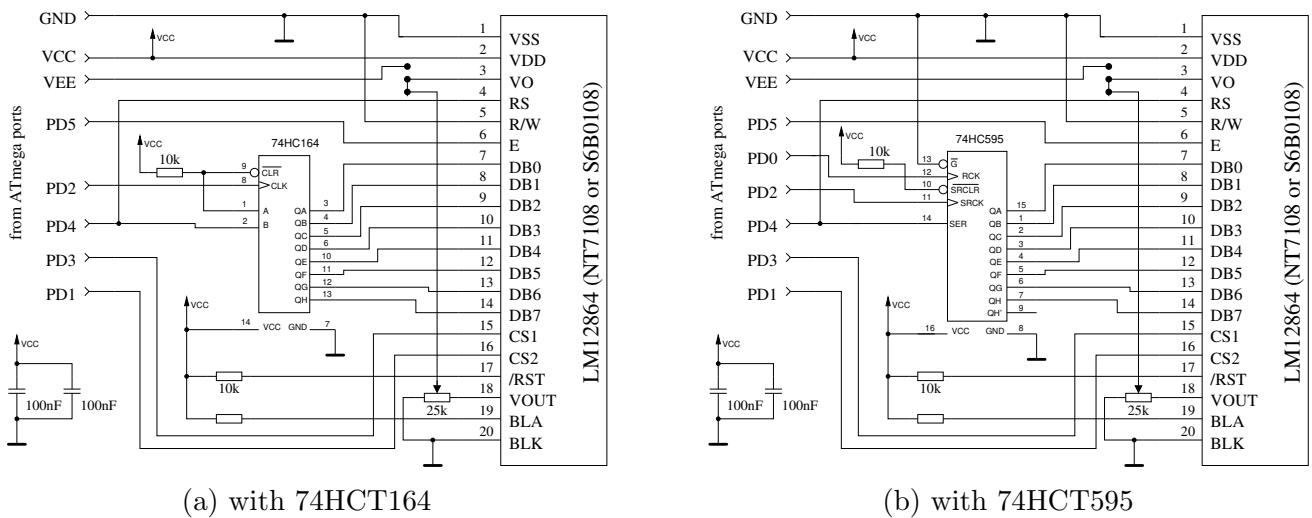 GND
VCC
VEE
PD5
PD2
PD4
PD3
PD1
from ATmega ports
VCC
VCC
10k
74HC164
9 CLR
8 CLK
1 A
2 B
QA 3
QB 4
QC 5
QD 6
QE 10
QF 11
QG 12
QH 13
14 VCC GND 7
VCC
10k
25k
VCC
100nF 100nF
1 VSS
2 VDD
3 VO
4 RS
5 R/W
6 E
7 DB0
8 DB1
9 DB2
10 DB3
11 DB4
12 DB5
13 DB6
14 DB7
15 CS1
16 CS2
17 /RST
18 VOUT
19 BLA
20 BLK
LM12864 (NT7108 or S6B0108)
(a) with 74HCT164
GND
VCC
VEE
PD5
PD0
PD2
PD4
PD3
PD1
from ATmega ports
VCC
VCC
10k
74HC595
13 G
12 RCK
10 SRCLR
11 SRCK
14 SER
QA 15
QB 1
QC 2
QD 3
QE 4
QF 5
QG 6
QH 7
QH' 9
16 VCC GND 8
VCC
10k
25k
VCC
100nF 100nF
1 VSS
2 VDD
3 VO
4 RS
5 R/W
6 E
7 DB0
8 DB1
9 DB2
10 DB3
11 DB4
12 DB5
13 DB6
14 DB7
15 CS1
16 CS2
17 /RST
18 VOUT
19 BLA
20 BLK
LM12864 (NT7108 or S6B0108)
(b) with 74HCT595